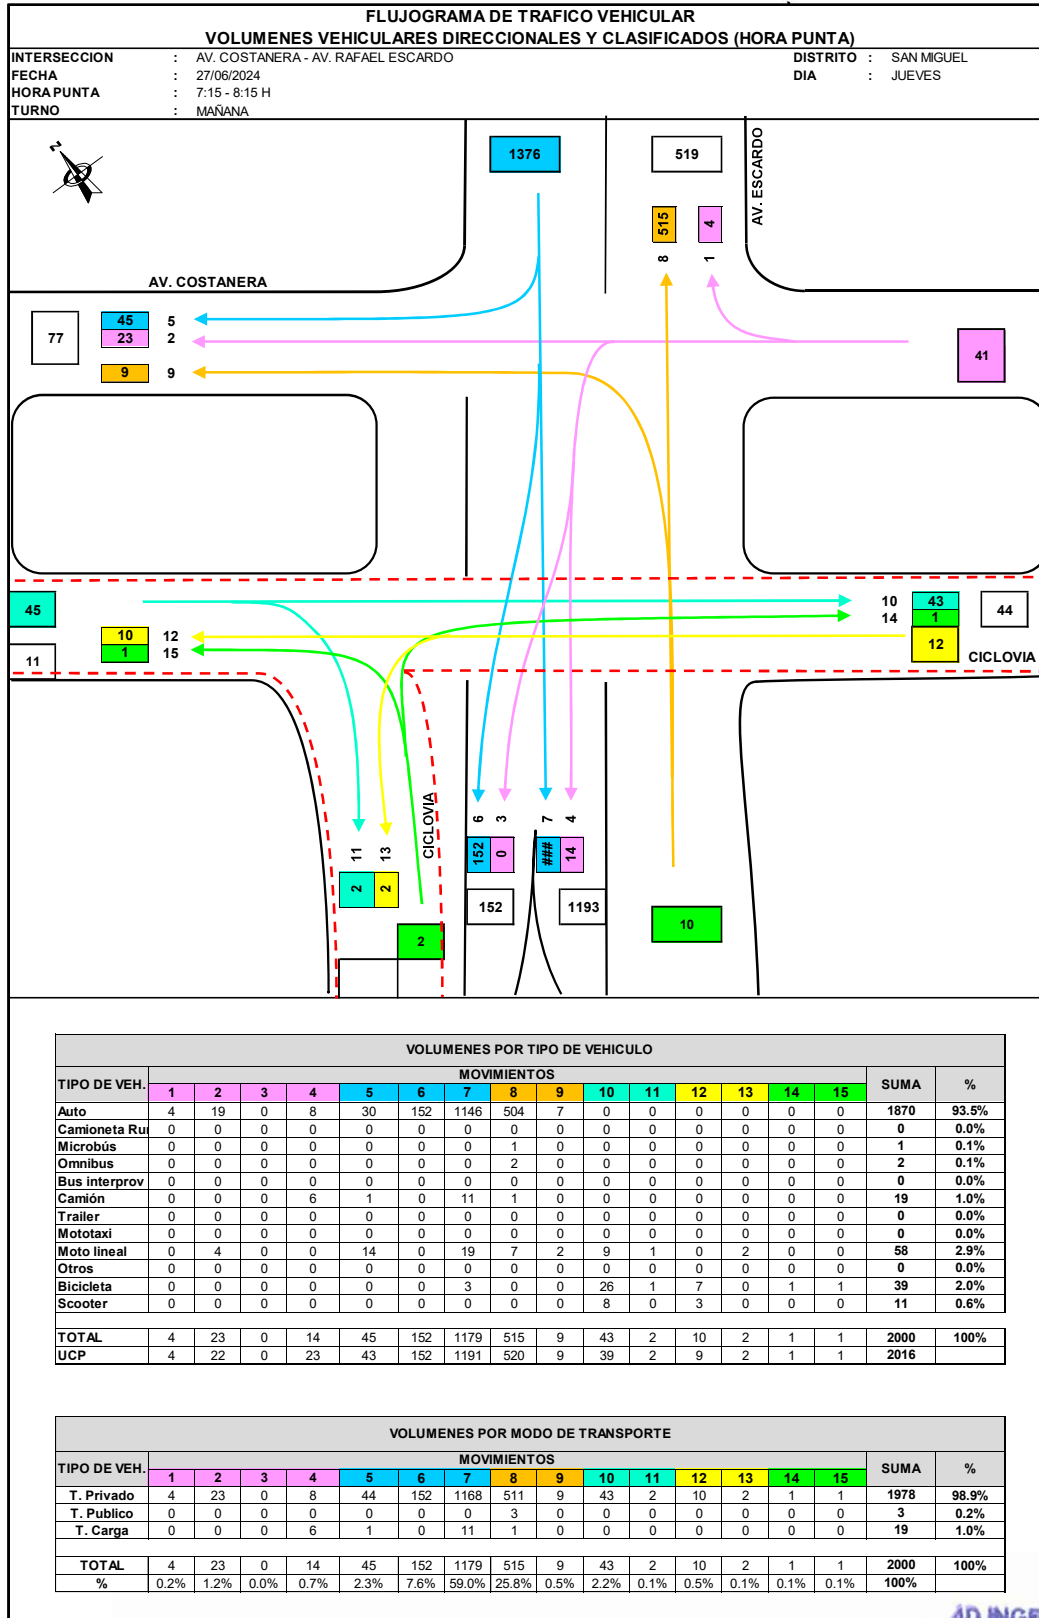 FLUJOGRAMA DE TRAFICO VEHICULAR
VOLUMENES VEHICULARES DIRECCIONALES Y CLASIFICADOS (HORA PUNTA)
INTERSECCION : AV. COSTANERA - AV. RAFAEL ESCARDO DISTRITO : SAN MIGUEL
FECHA : 27/06/2024 DIA : JUEVES
HORA PUNTA : 7:15 - 8:15 H
TURNO : MAÑANA
Z
1376 519
AV. ESCARDO
515 4
8 1
AV. COSTANERA
77 45 5
23 2
9 9
41
45
10 12
1 15
11
10 43 44
14 1
12
CICLOVIA
CICLOVIA
11 13
2 2
2
6 3 7 4
152 0 ### 14
152 1193
10
VOLUMENES POR TIPO DE VEHICULO
TIPO DE VEH. MOVIMIENTOS SUMA %
1 2 3 4 5 6 7 8 9 10 11 12 13 14 15
Auto 4 19 0 8 30 152 1146 504 7 0 0 0 0 0 0 1870 93.5%
Camioneta Ru 0 0 0 0 0 0 0 0 0 0 0 0 0 0 0 0 0.0%
Microbús 0 0 0 0 0 0 0 1 0 0 0 0 0 0 0 1 0.1%
Omnibus 0 0 0 0 0 0 0 2 0 0 0 0 0 0 0 2 0.1%
Bus interprov 0 0 0 0 0 0 0 0 0 0 0 0 0 0 0 0 0.0%
Camión 0 0 0 6 1 0 11 1 0 0 0 0 0 0 0 19 1.0%
Trailer 0 0 0 0 0 0 0 0 0 0 0 0 0 0 0 0 0.0%
Mototaxi 0 0 0 0 0 0 0 0 0 0 0 0 0 0 0 0 0.0%
Moto lineal 0 4 0 0 14 0 19 7 2 9 1 0 2 0 0 58 2.9%
Otros 0 0 0 0 0 0 0 0 0 0 0 0 0 0 0 0 0.0%
Bicicleta 0 0 0 0 0 0 3 0 0 26 1 7 0 1 1 39 2.0%
Scooter 0 0 0 0 0 0 0 0 0 8 0 3 0 0 0 11 0.6%
TOTAL 4 23 0 14 45 152 1179 515 9 43 2 10 2 1 1 2000 100%
UCP 4 22 0 23 43 152 1191 520 9 39 2 9 2 1 1 2016
VOLUMENES POR MODO DE TRANSPORTE
TIPO DE VEH. MOVIMIENTOS SUMA %
1 2 3 4 5 6 7 8 9 10 11 12 13 14 15
T. Privado 4 23 0 8 44 152 1168 511 9 43 2 10 2 1 1 1978 98.9%
T. Publico 0 0 0 0 0 0 0 3 0 0 0 0 0 0 0 3 0.2%
T. Carga 0 0 0 6 1 0 11 1 0 0 0 0 0 0 0 19 1.0%
TOTAL 4 23 0 14 45 152 1179 515 9 43 2 10 2 1 1 2000 100%
% 0.2% 1.2% 0.0% 0.7% 2.3% 7.6% 59.0% 25.8% 0.5% 2.2% 0.1% 0.5% 0.1% 0.1% 0.1% 100%